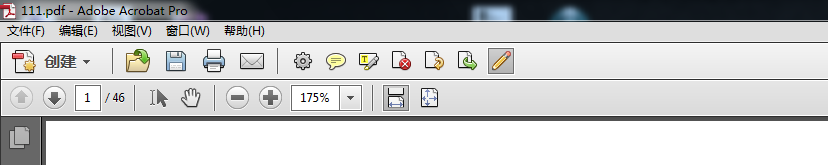 111.pdf - Adobe Acrobat Pro
文件(F) 编辑(E) 视图(V) 窗口(W) 帮助(H)
创建
1 / 46 175%